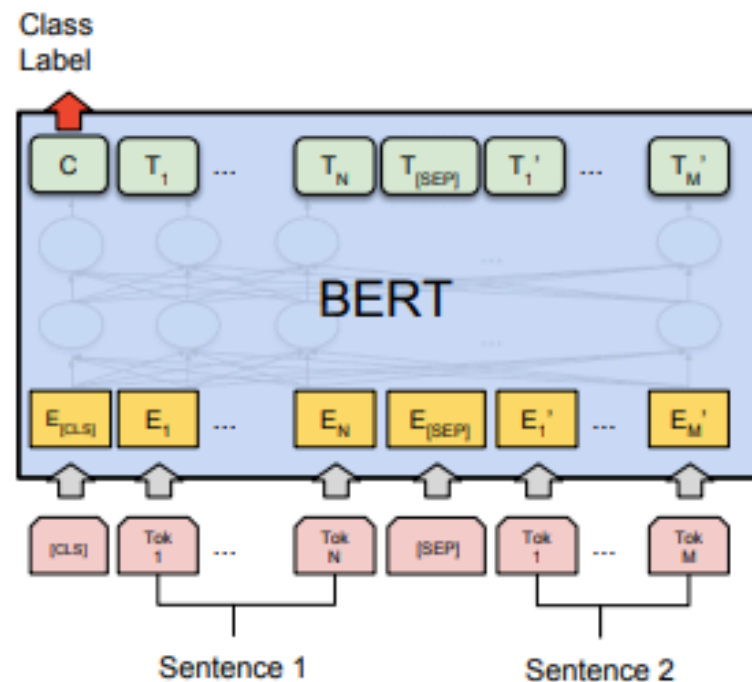 Class
Label
C T1 ... TN T[SEP] T1' ... TM'
...
BERT
...
E[CLS] E1 ... EN E[SEP] E1' ... EM'
[CLS] Tok 1 ... Tok N [SEP] Tok 1 ... Tok M
Sentence 1 Sentence 2